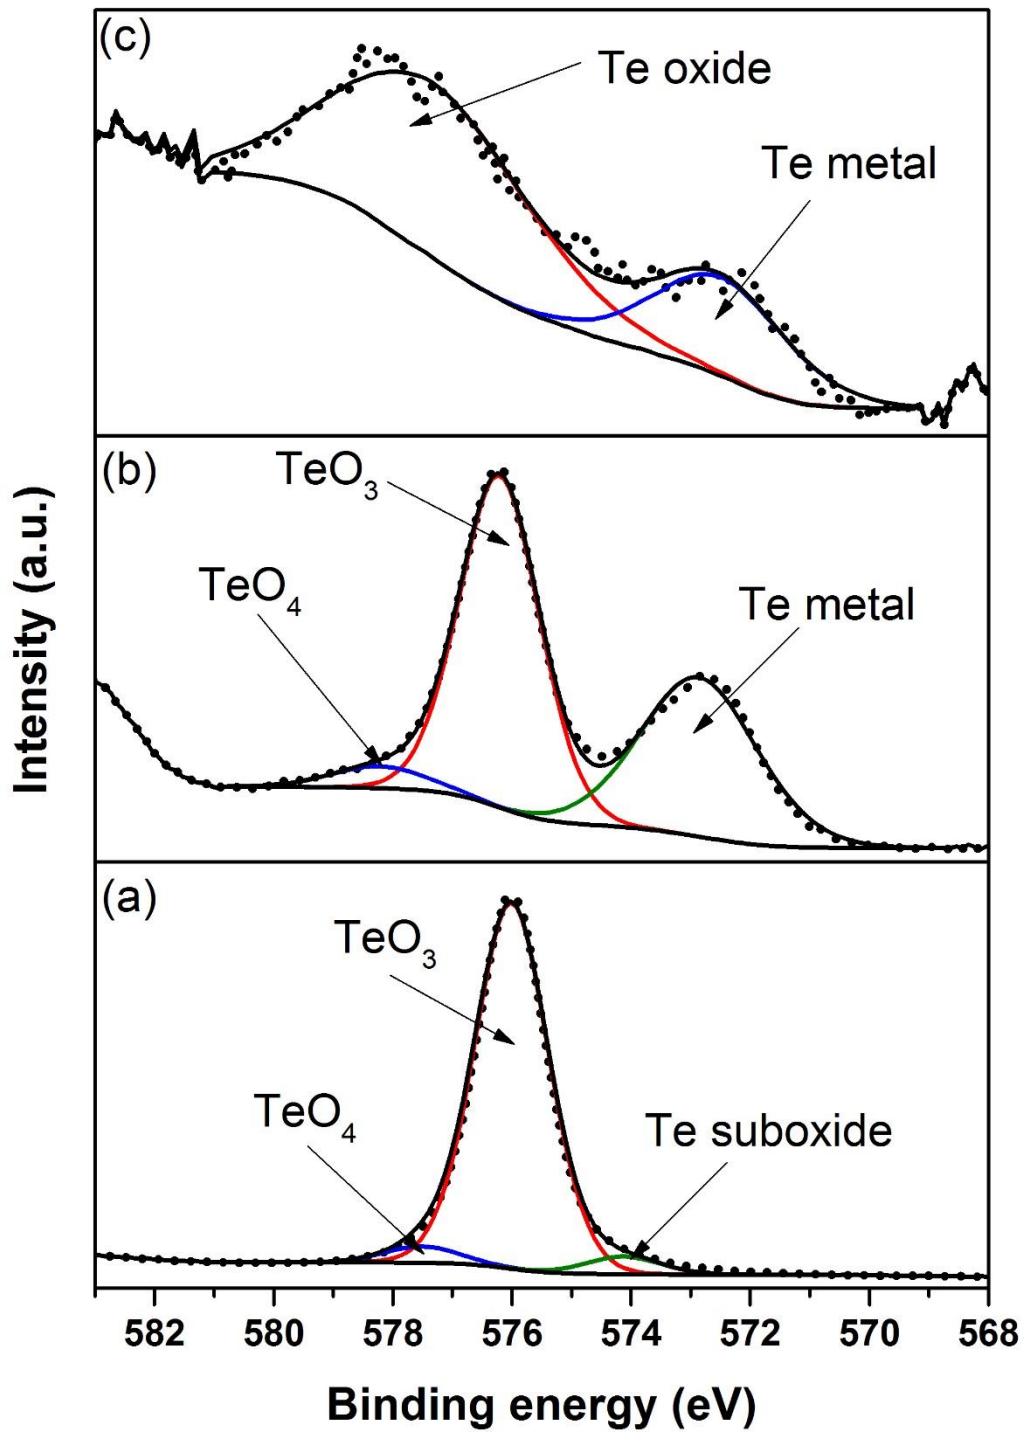 (c)
Te oxide
Te metal
(b)
TeO₃
TeO₄
Te metal
(a)
TeO₃
TeO₄
Te suboxide
Intensity (a.u.)
582 580 578 576 574 572 570 568
Binding energy (eV)